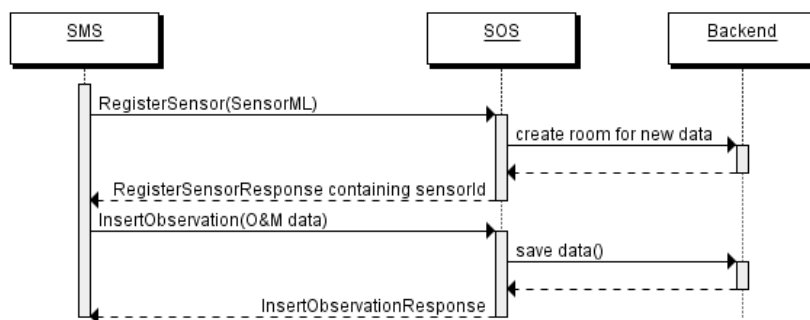 SMS
SOS
Backend
RegisterSensor(SensorML)
create room for new data
RegisterSensorResponse containing sensorId
InsertObservation(O&M data)
save data()
InsertObservationResponse